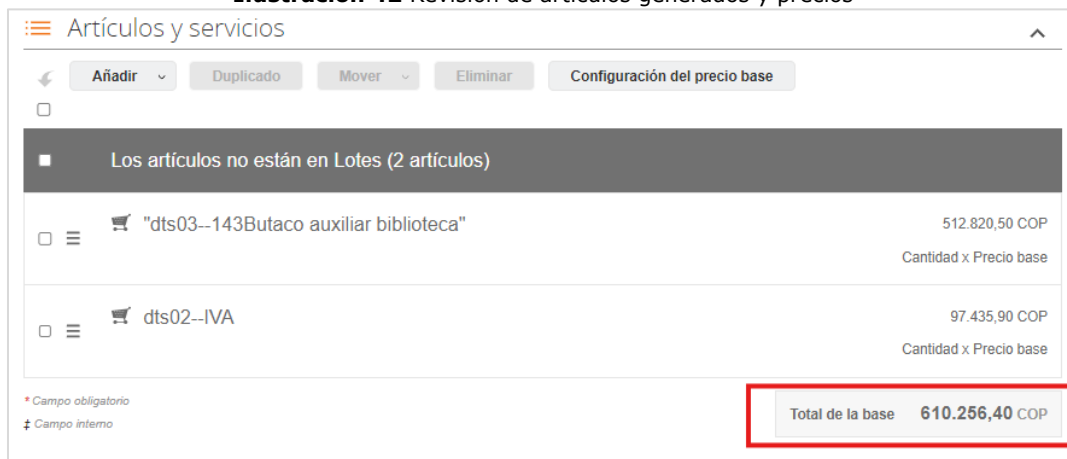 Ilustración 12 Revisión de artículos generados y precios
Artículos y servicios
Añadir Duplicado Mover Eliminar Configuración del precio base
Los artículos no están en Lotes (2 artículos)
"dts03--143Butaco auxiliar biblioteca" 512.820,50 COP
Cantidad x Precio base
dts02--IVA 97.435,90 COP
Cantidad x Precio base
* Campo obligatorio
‡ Campo interno
Total de la base 610.256,40 COP